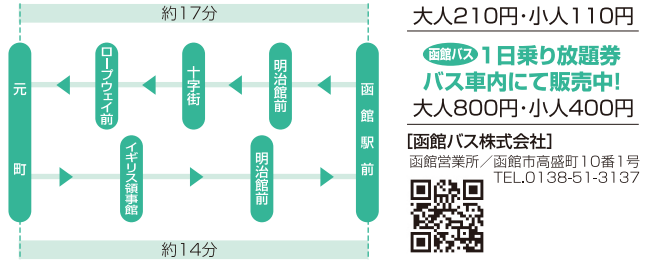 約17分
元町
ロープウェイ前
十字街
明治館前
函館駅前
イギリス領事館
明治館前
約14分
大人210円・小人110円
函館バス 1日乗り放題券
バス車内にて販売中!
大人800円・小人400円
[函館バス株式会社]
函館営業所／函館市高盛町10番1号
TEL.0138-51-3137